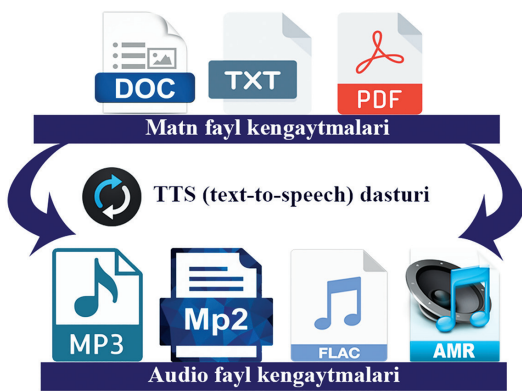 DOC TXT PDF
Matn fayl kengaytmalari
TTS (text-to-speech) dasturi
MP3 Mp2 FLAC AMR
Audio fayl kengaytmalari